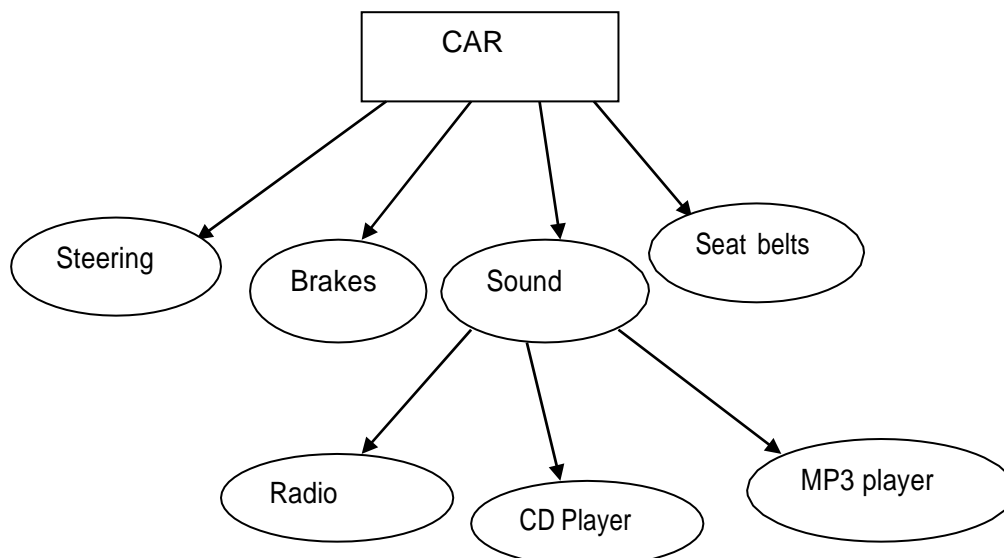 CAR
Steering
Brakes
Sound
Seat belts
Radio
CD Player
MP3 player